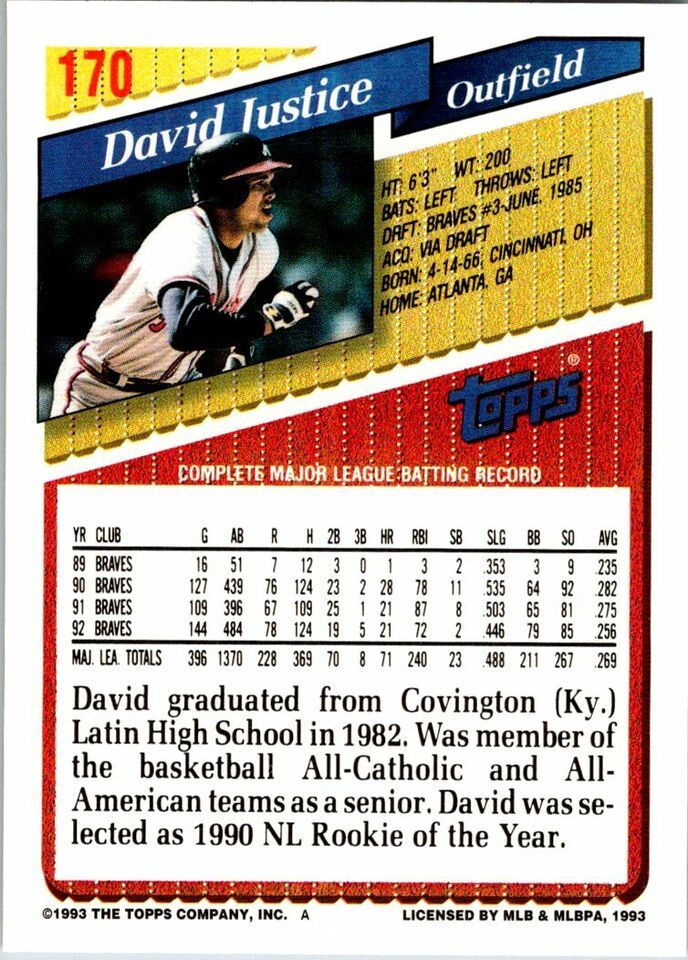 170
David Justice
Outfield
HT: 6'3" WT: 200
BATS: LEFT THROWS: LEFT
DRFT: BRAVES #3-JUNE, 1985
ACQ: VIA DRAFT
BORN: 4-14-66, CINCINNATI, OH
HOME: ATLANTA, GA
TOPPS®
COMPLETE MAJOR LEAGUE BATTING RECORD
YR CLUB G AB R H 2B 3B HR RBI SB SLG BB SO AVG
89 BRAVES 16 51 7 12 3 0 1 3 2 .353 3 9 .235
90 BRAVES 127 439 76 124 23 2 28 78 11 .535 64 92 .282
91 BRAVES 109 396 67 109 25 1 21 87 8 .503 65 81 .275
92 BRAVES 144 484 78 124 19 5 21 72 2 .446 79 85 .256
MAJ. LEA. TOTALS 396 1370 228 369 70 8 71 240 23 .488 211 267 .269
David graduated from Covington (Ky.)
Latin High School in 1982. Was member of
the basketball All-Catholic and All-
American teams as a senior. David was se-
lected as 1990 NL Rookie of the Year.
©1993 THE TOPPS COMPANY, INC. A
LICENSED BY MLB & MLBPA, 1993